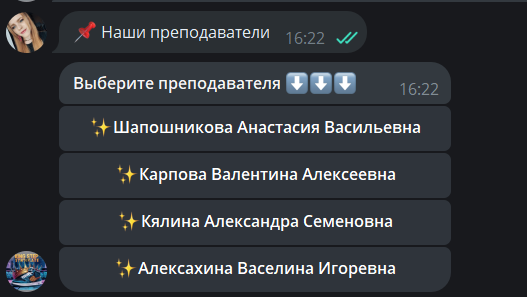 📌 Наши преподаватели 16:22
Выберите преподавателя ⬇️⬇️⬇️ 16:22
✨Шапошникова Анастасия Васильевна
✨Карпова Валентина Алексеевна
✨Кялина Александра Семеновна
✨Алексахина Васелина Игоревна